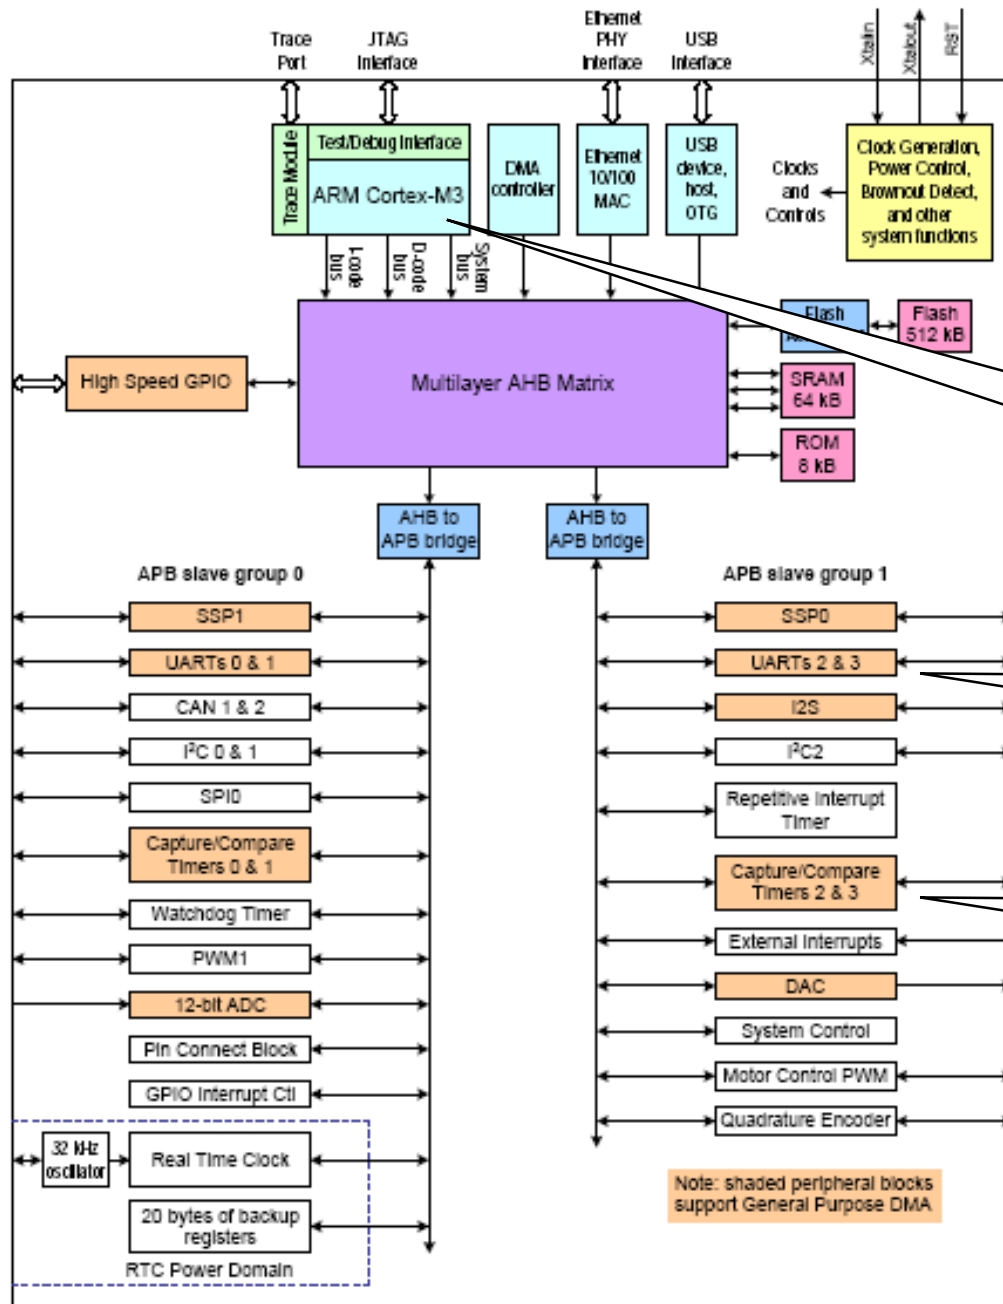 Trace
Port
JTAG
Interface
Ethernet
PHY
Interface
USB
Interface
Xtalin
Xtalout
RST
Trace Module
Test/Debug Interface
ARM Cortex-M3
DMA
controller
Ethernet
10/100
MAC
USB
device,
host,
OTG
Clocks
and
Controls
Clock Generation,
Power Control,
Brownout Detect,
and other
system functions
I-code
bus
D-code
bus
System
bus
High Speed GPIO
Multilayer AHB Matrix
Flash
Flash
512 kB
SRAM
64 kB
ROM
8 kB
AHB to
APB bridge
AHB to
APB bridge
APB slave group 0
SSP1
UARTs 0 & 1
CAN 1 & 2
I²C 0 & 1
SPI0
Capture/Compare
Timers 0 & 1
Watchdog Timer
PWM1
12-bit ADC
Pin Connect Block
GPIO Interrupt Ctl
32 kHz
oscillator
Real Time Clock
20 bytes of backup
registers
RTC Power Domain
APB slave group 1
SSP0
UARTs 2 & 3
I2S
I²C2
Repetitive Interrupt
Timer
Capture/Compare
Timers 2 & 3
External Interrupts
DAC
System Control
Motor Control PWM
Quadrature Encoder
Note: shaded peripheral blocks
support General Purpose DMA